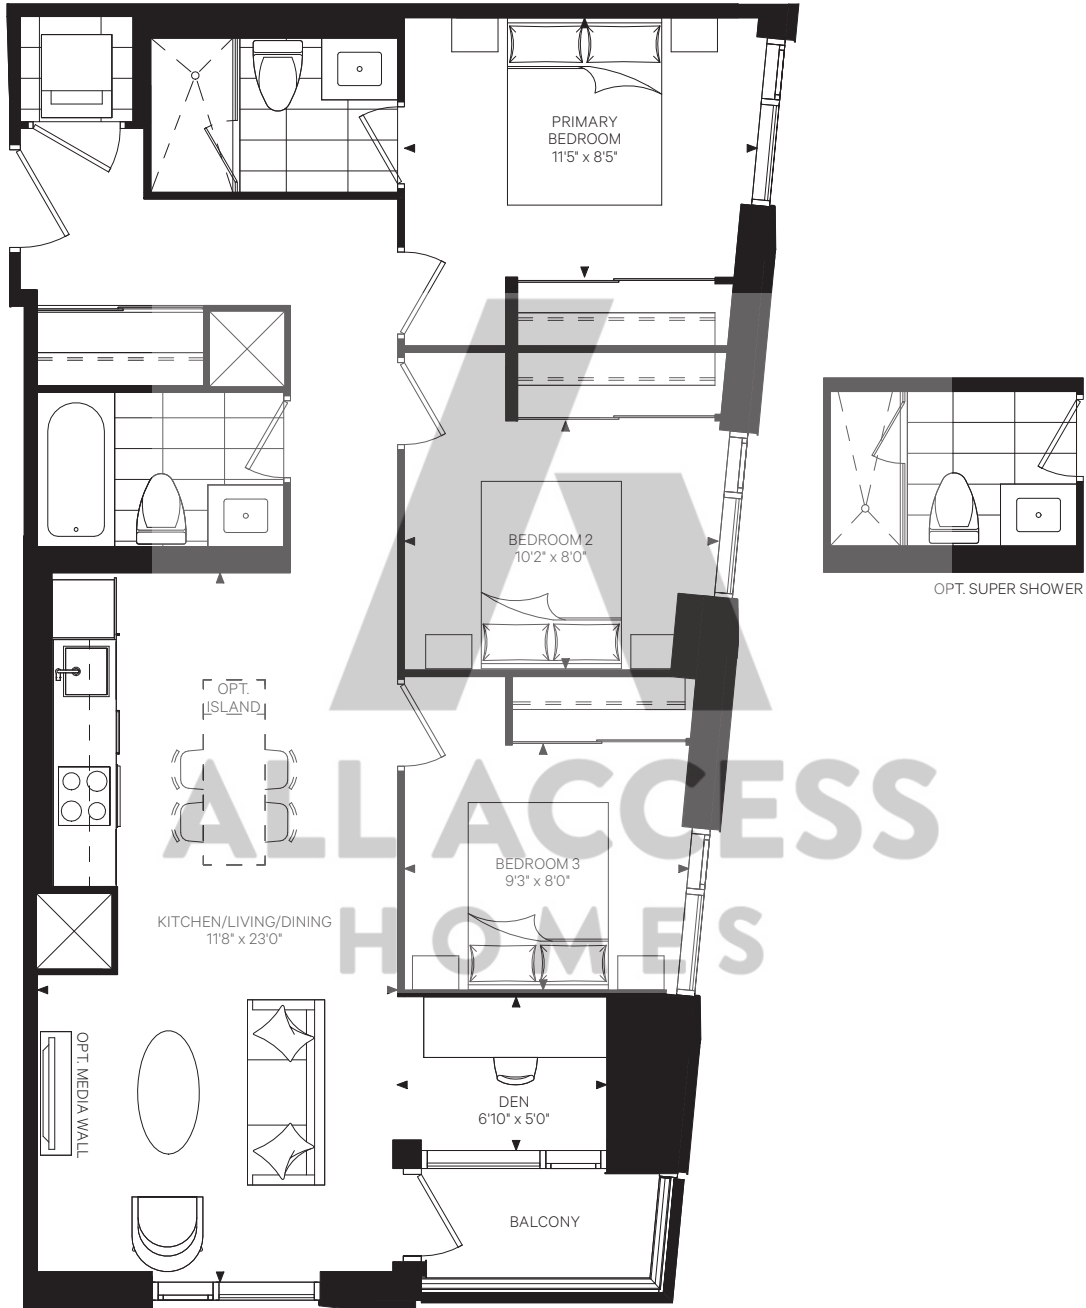 PRIMARY
BEDROOM
11'5" x 8'5"
BEDROOM 2
10'2" x 8'0"
OPT. SUPER SHOWER
OPT.
ISLAND
ALL ACCESS
HOMES
BEDROOM 3
9'3" x 8'0"
KITCHEN/LIVING/DINING
11'8" x 23'0"
OPT. MEDIA WALL
DEN
6'10" x 5'0"
BALCONY